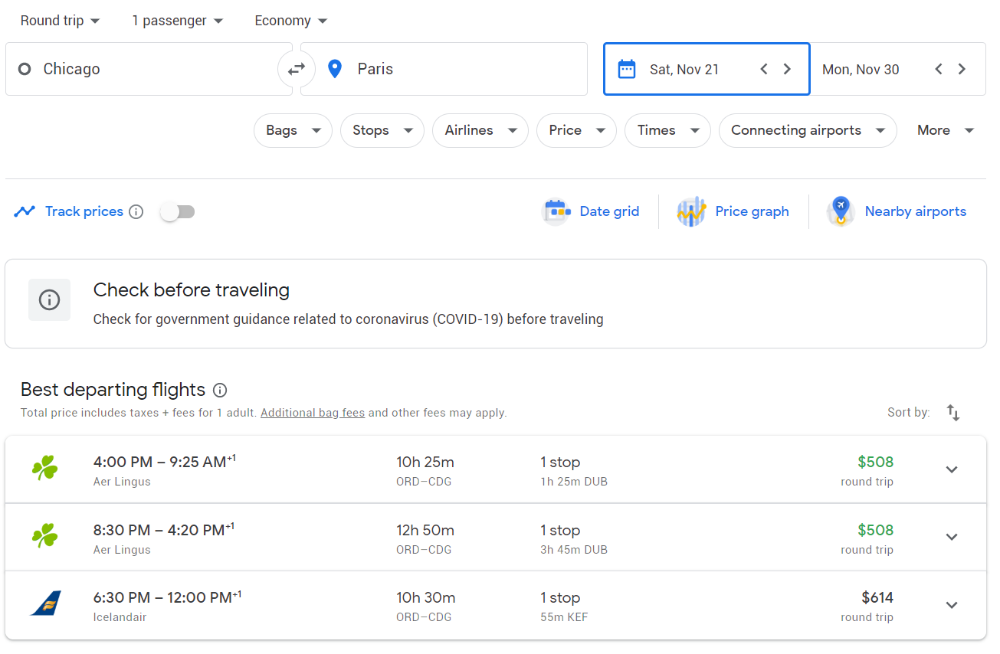 Round trip 1 passenger Economy
Chicago Paris Sat, Nov 21 Mon, Nov 30
Bags Stops Airlines Price Times Connecting airports More
Track prices Date grid Price graph Nearby airports
Check before traveling
Check for government guidance related to coronavirus (COVID-19) before traveling
Best departing flights
Total price includes taxes + fees for 1 adult. Additional bag fees and other fees may apply. Sort by:
4:00 PM – 9:25 AM+1 10h 25m 1 stop $508
Aer Lingus ORD–CDG 1h 25m DUB round trip
8:30 PM – 4:20 PM+1 12h 50m 1 stop $508
Aer Lingus ORD–CDG 3h 45m DUB round trip
6:30 PM – 12:00 PM+1 10h 30m 1 stop $614
Icelandair ORD–CDG 55m KEF round trip